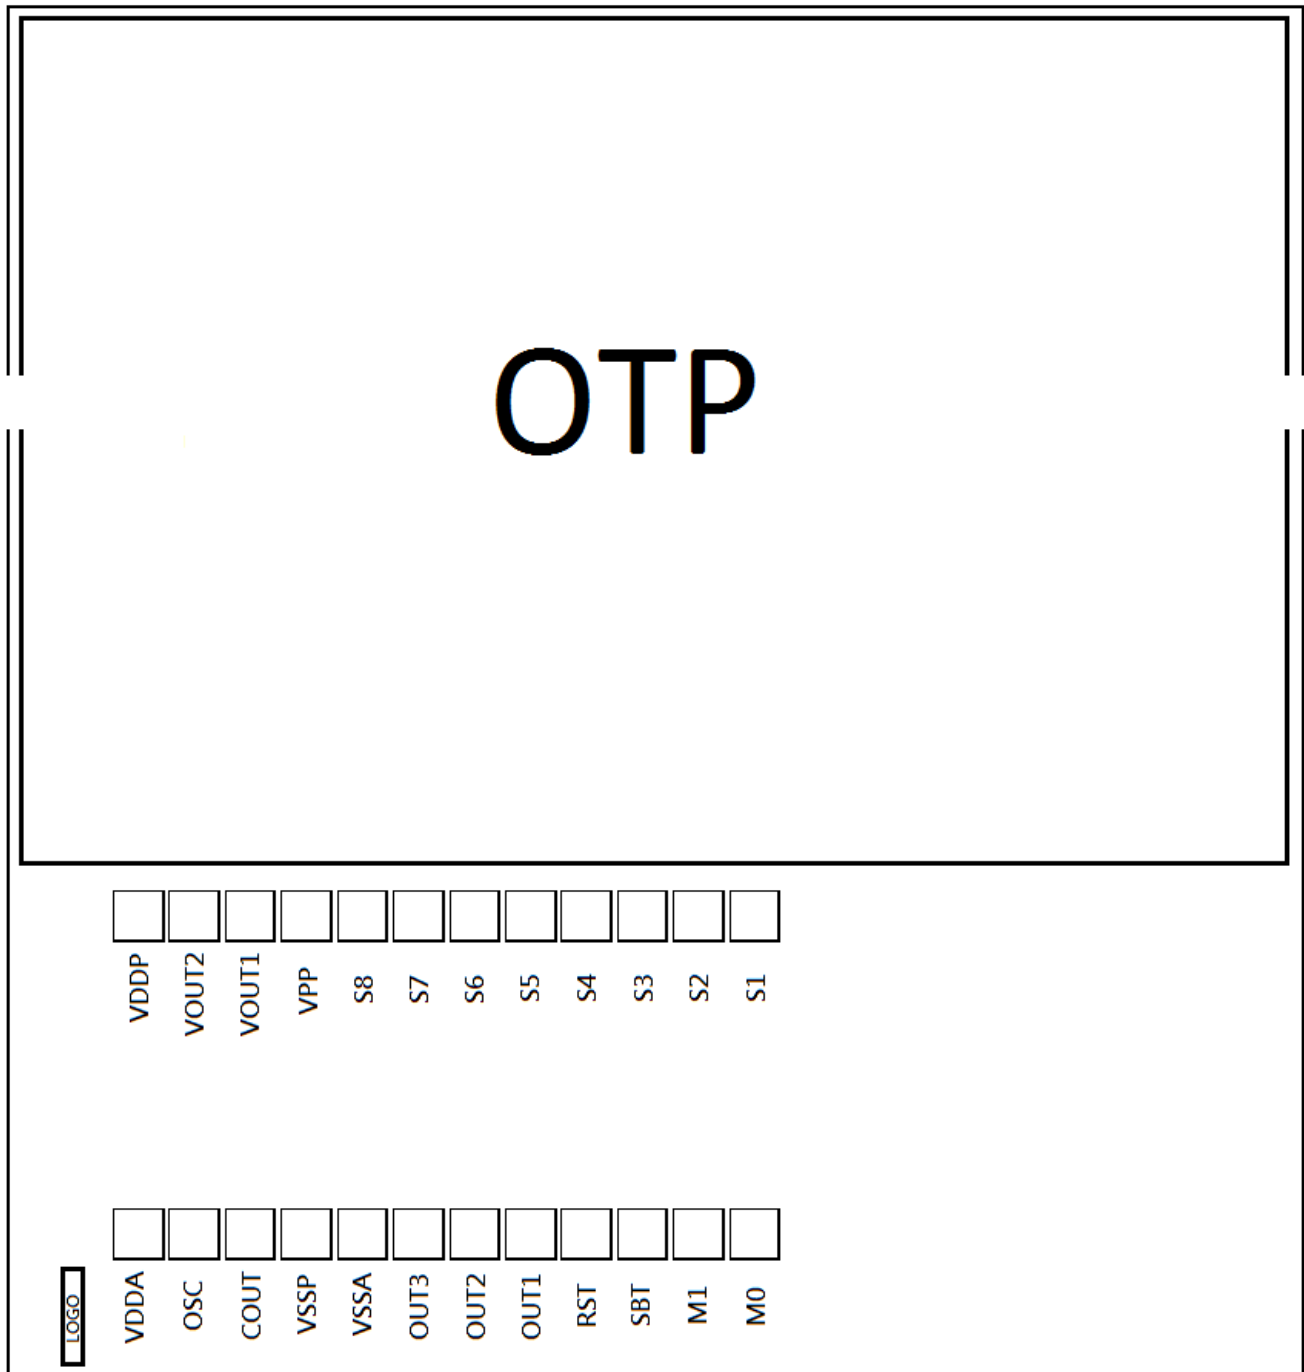 OTP
VDDP VOUT2 VOUT1 VPP S8 S7 S6 S5 S4 S3 S2 S1
LOGO VDDA OSC COUT VSSP VSSA OUT3 OUT2 OUT1 RST SBT M1 M0